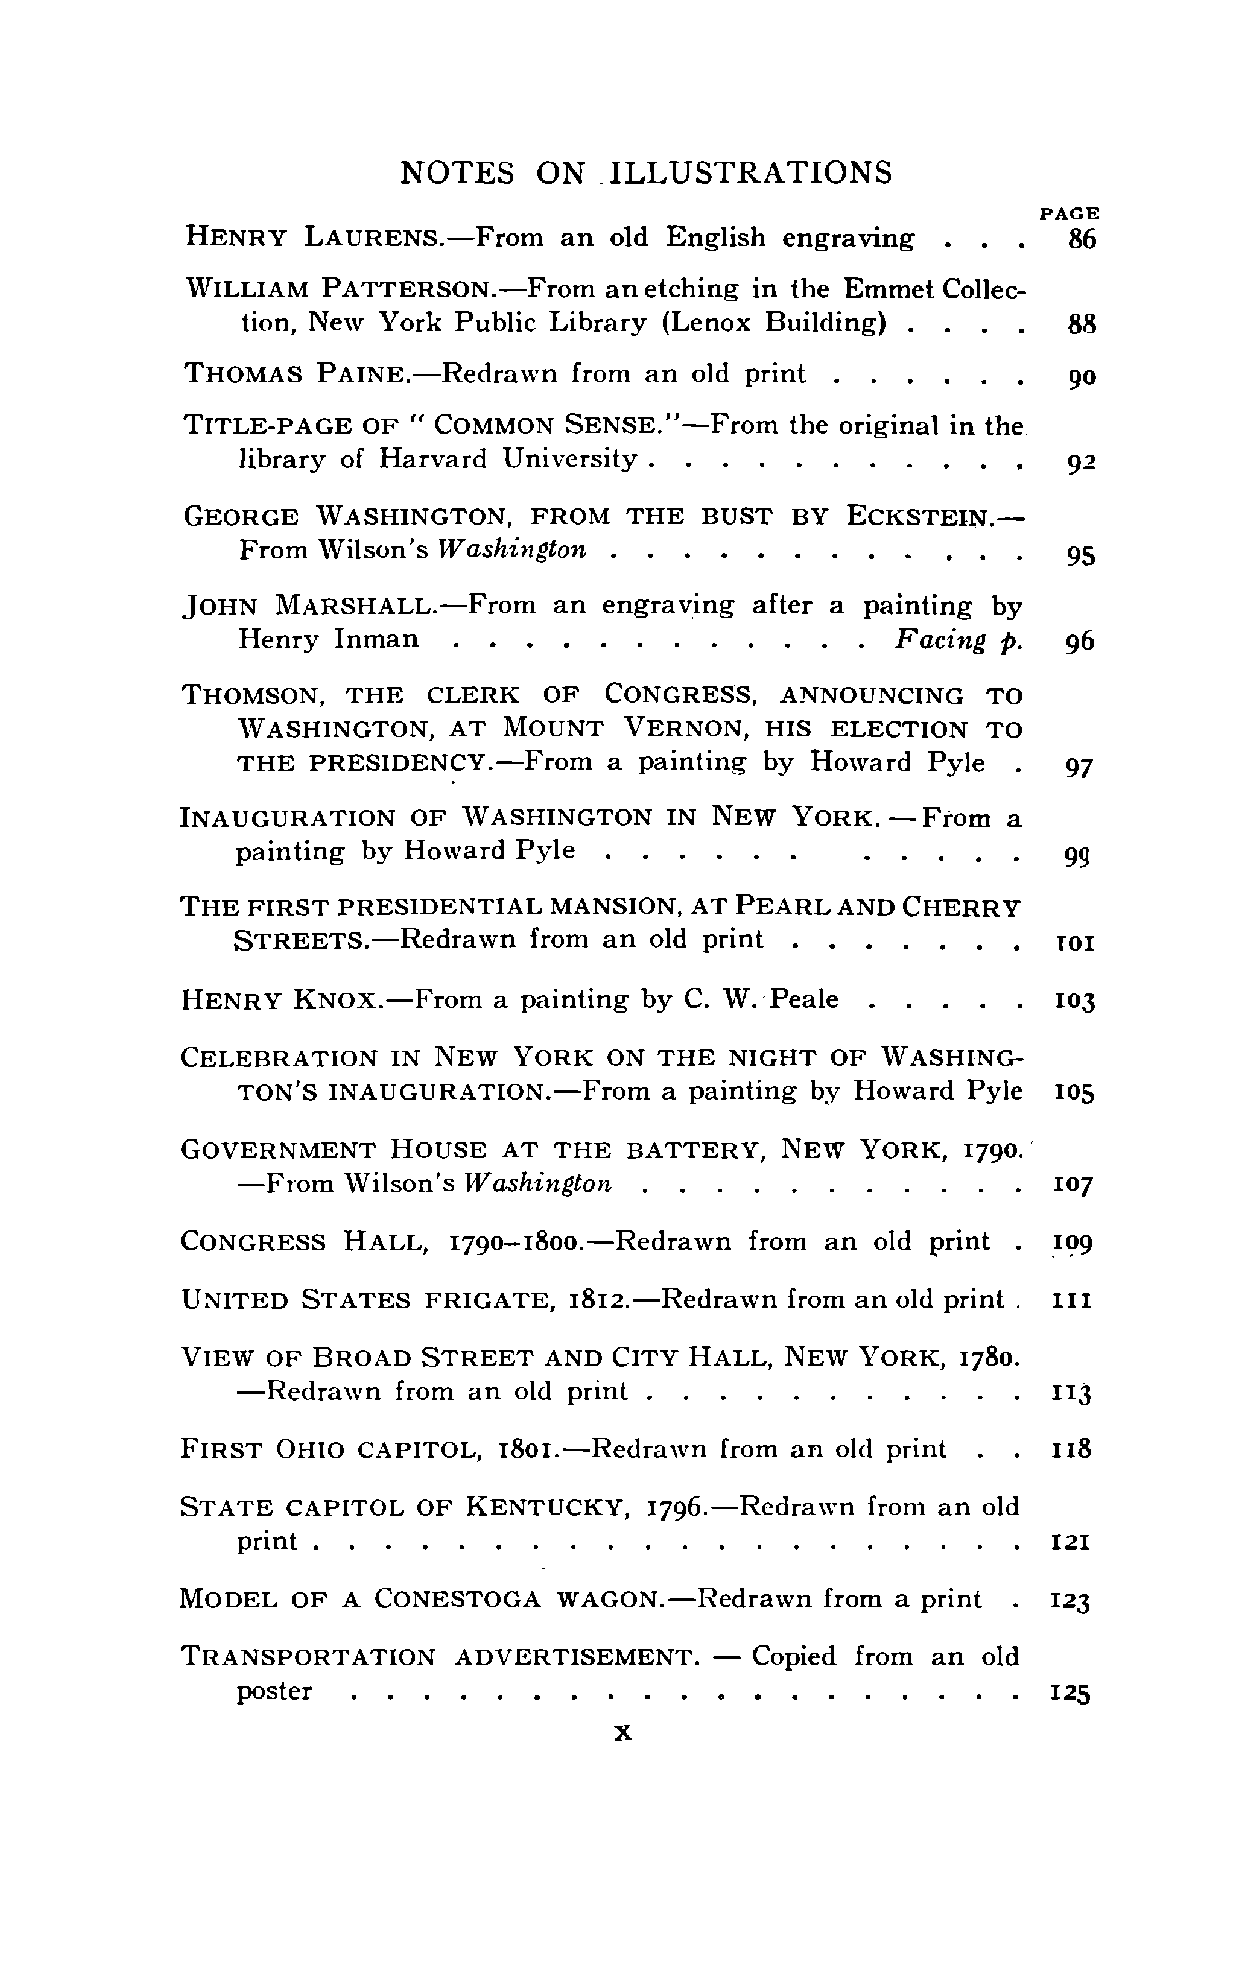 NOTES ON ILLUSTRATIONS
PAGE
HENRY LAURENS.—From an old English engraving . . . 86
WILLIAM PATTERSON.—From an etching in the Emmet Collec-
tion, New York Public Library (Lenox Building) . . . . 88
THOMAS PAINE.—Redrawn from an old print . . . . . . 90
TITLE-PAGE OF " COMMON SENSE."—From the original in the
library of Harvard University . . . . . . . . . . . 92
GEORGE WASHINGTON, FROM THE BUST BY ECKSTEIN.—
From Wilson's Washington . . . . . . . . . . . . 95
JOHN MARSHALL.—From an engraving after a painting by
Henry Inman . . . . . . . . . . . . Facing p. 96
THOMSON, THE CLERK OF CONGRESS, ANNOUNCING TO
WASHINGTON, AT MOUNT VERNON, HIS ELECTION TO
THE PRESIDENCY.—From a painting by Howard Pyle . 97
INAUGURATION OF WASHINGTON IN NEW YORK.—From a
painting by Howard Pyle . . . . . . . . . . . 99
THE FIRST PRESIDENTIAL MANSION, AT PEARL AND CHERRY
STREETS.—Redrawn from an old print . . . . . . . 101
HENRY KNOX.—From a painting by C. W. Peale . . . . . 103
CELEBRATION IN NEW YORK ON THE NIGHT OF WASHING-
TON'S INAUGURATION.—From a painting by Howard Pyle 105
GOVERNMENT HOUSE AT THE BATTERY, NEW YORK, 1790.
—From Wilson's Washington . . . . . . . . . . . 107
CONGRESS HALL, 1790–1800.—Redrawn from an old print . 109
UNITED STATES FRIGATE, 1812.—Redrawn from an old print . 111
VIEW OF BROAD STREET AND CITY HALL, NEW YORK, 1780.
—Redrawn from an old print . . . . . . . . . . . 113
FIRST OHIO CAPITOL, 1801.—Redrawn from an old print . . 118
STATE CAPITOL OF KENTUCKY, 1796.—Redrawn from an old
print . . . . . . . . . . . . . . . . . . . . 121
MODEL OF A CONESTOGA WAGON.—Redrawn from a print . 123
TRANSPORTATION ADVERTISEMENT. — Copied from an old
poster . . . . . . . . . . . . . . . . . . . 125
x